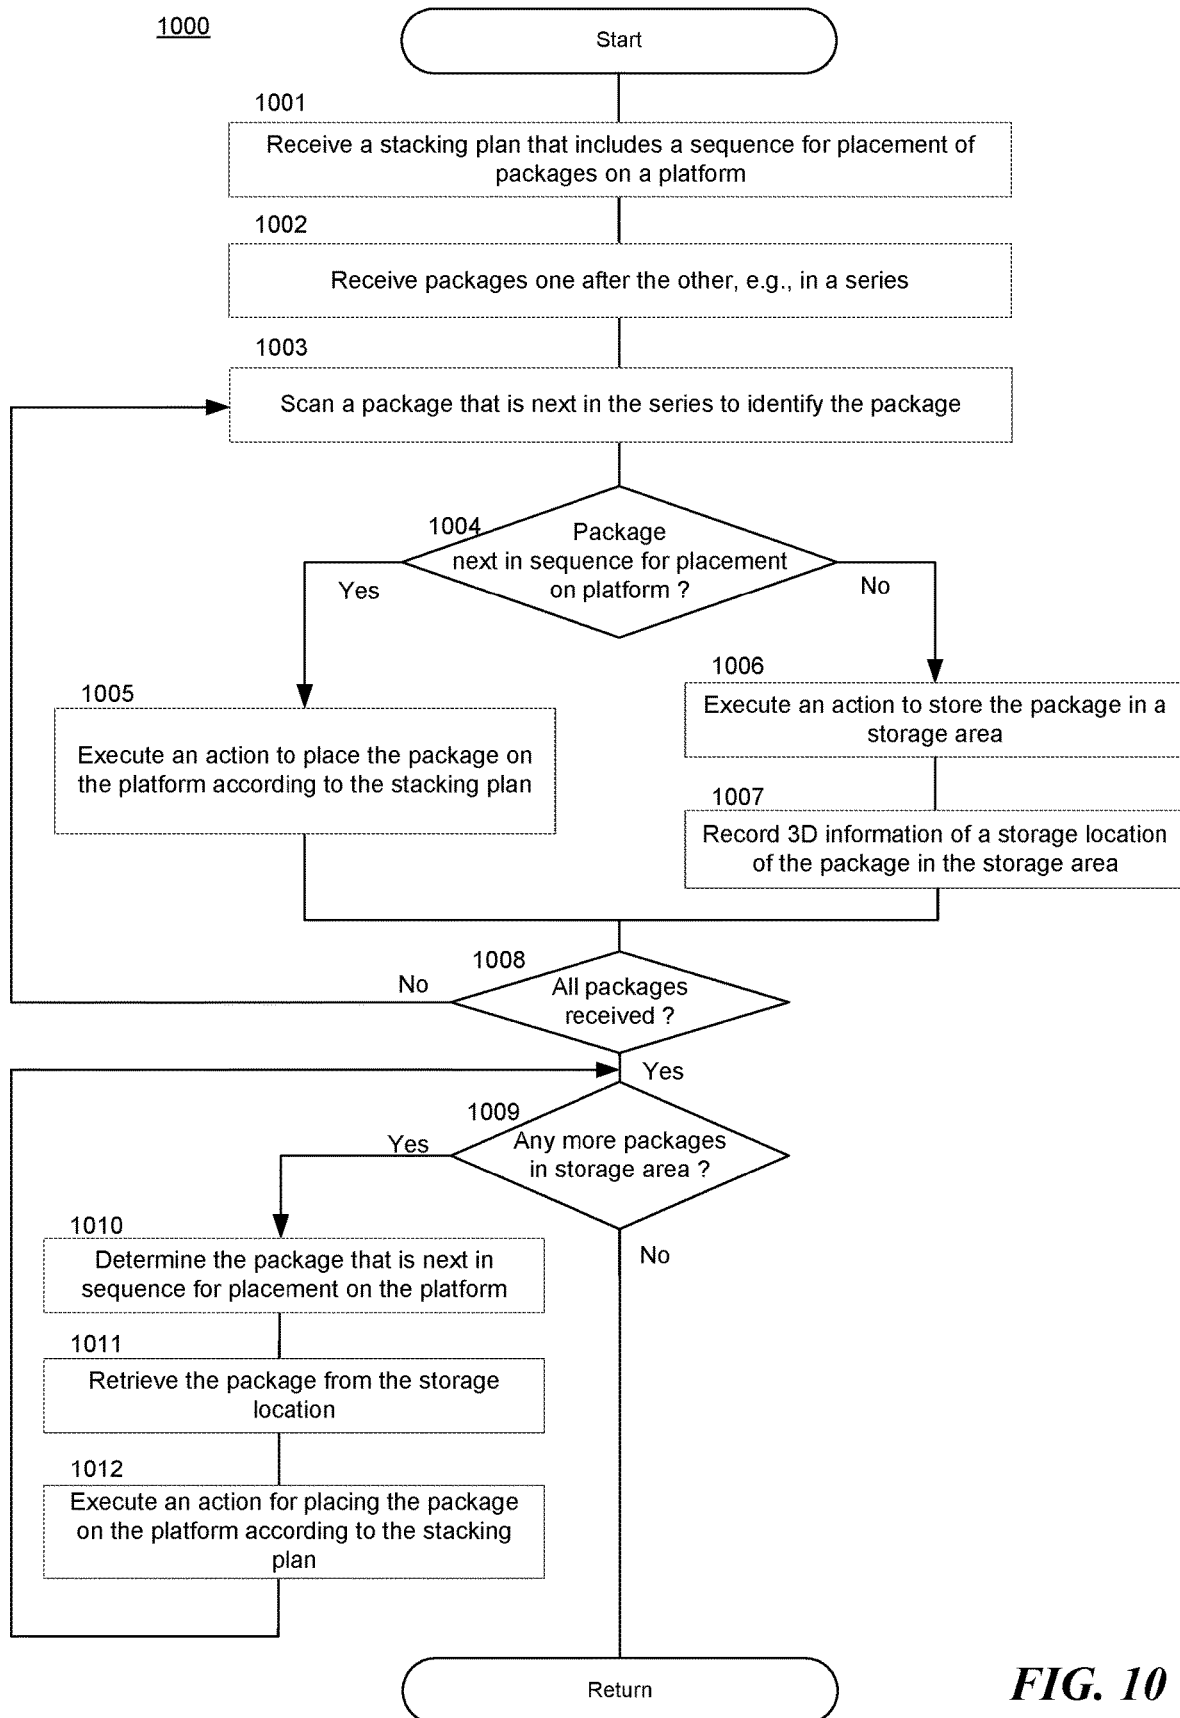 1000
Start
1001
Receive a stacking plan that includes a sequence for placement of
packages on a platform
1002
Receive packages one after the other, e.g., in a series
1003
Scan a package that is next in the series to identify the package
1004
Package
next in sequence for placement
on platform ?
Yes
No
1005
Execute an action to place the package on
the platform according to the stacking plan
1006
Execute an action to store the package in a
storage area
1007
Record 3D information of a storage location
of the package in the storage area
1008
All packages
received ?
No
Yes
1009
Any more packages
in storage area ?
Yes
No
1010
Determine the package that is next in
sequence for placement on the platform
1011
Retrieve the package from the storage
location
1012
Execute an action for placing the package
on the platform according to the stacking
plan
Return
FIG. 10